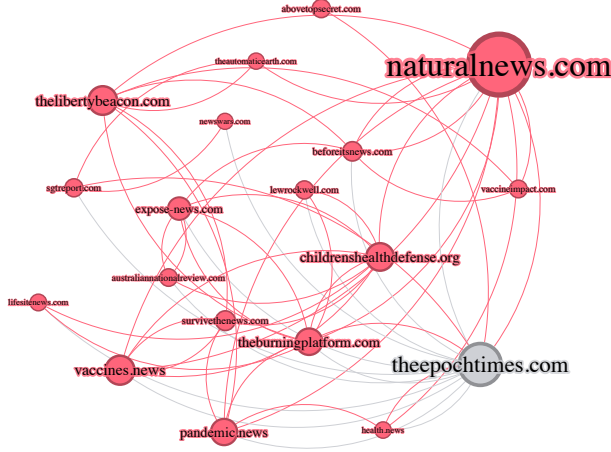 abovetopsecret.com
theautomaticearth.com
naturalnews.com
thelibertybeacon.com
newswars.com
beforeitsnews.com
sgtreport.com
lewrockwell.com
vaccineimpact.com
expose-news.com
childrenshealthdefense.org
australiannationalreview.com
lifesitenews.com
survivethenews.com
theburningplatform.com
theepochtimes.com
vaccines.news
pandemic.news
health.news